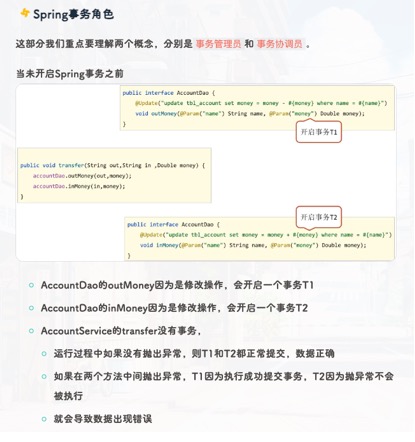 Spring事务角色
这部分我们重点要理解两个概念，分别是 事务管理员 和 事务协调员 。
当未开启Spring事务之前
public interface AccountDao {
@Update("update tbl_account set money = money - #{money} where name = #{name}")
void outMoney(@Param("name") String name, @Param("money") Double money);
}
开启事务T1
public void transfer(String out,String in ,Double money) {
accountDao.outMoney(out,money);
accountDao.inMoney(in,money);
}
开启事务T2
public interface AccountDao {
@Update("update tbl_account set money = money + #{money} where name = #{name}")
void inMoney(@Param("name") String name, @Param("money") Double money);
}
AccountDao的outMoney因为是修改操作，会开启一个事务T1
AccountDao的inMoney因为是修改操作，会开启一个事务T2
AccountService的transfer没有事务，
运行过程中如果没有抛出异常，则T1和T2都正常提交，数据正确
如果在两个方法中间抛出异常，T1因为执行成功提交事务，T2因为抛异常不会
被执行
就会导致数据出现错误